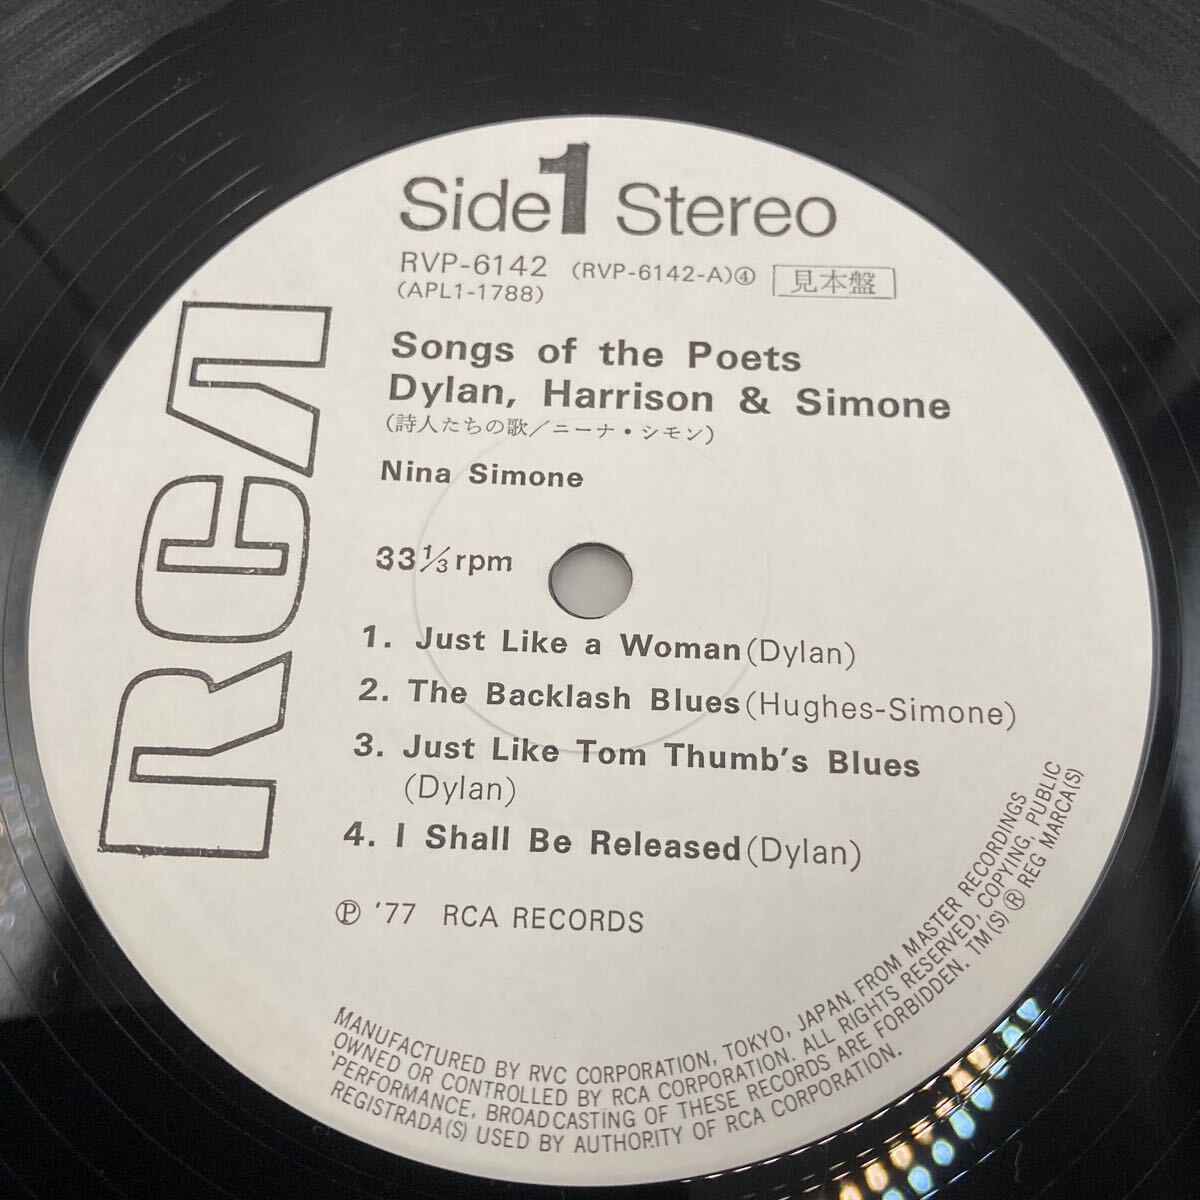 Side 1 Stereo
RVP-6142 (RVP-6142-A)④ 見本盤
(APL1-1788)
Songs of the Poets
Dylan, Harrison & Simone
(詩人たちの歌/ニーナ・シモン)
Nina Simone
33⅓ rpm
1. Just Like a Woman (Dylan)
2. The Backlash Blues (Hughes-Simone)
3. Just Like Tom Thumb's Blues
(Dylan)
4. I Shall Be Released (Dylan)
℗ '77 RCA RECORDS
RCA
MANUFACTURED BY RVC CORPORATION, TOKYO, JAPAN. FROM MASTER RECORDINGS
OWNED OR CONTROLLED BY RCA CORPORATION. ALL RIGHTS RESERVED, COPYING, PUBLIC
'PERFORMANCE, BROADCASTING OF THESE RECORDS ARE FORBIDDEN. TM(S) ® REG MARCA(S)
REGISTRADA(S) USED BY AUTHORITY OF RCA CORPORATION.